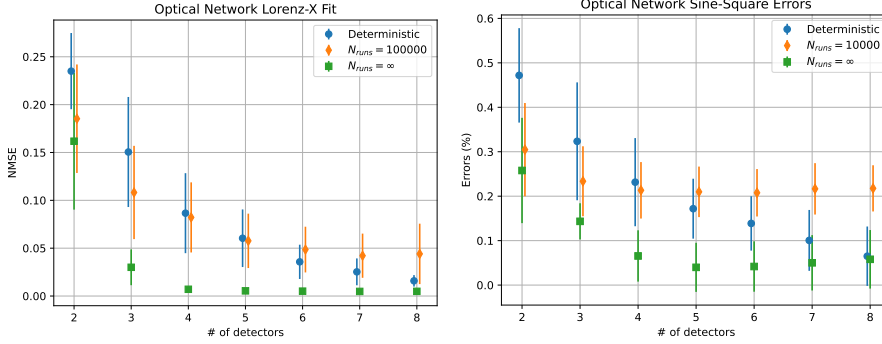 Optical Network Lorenz-X Fit
NMSE
0.25
0.20
0.15
0.10
0.05
0.00
Deterministic
N_runs = 100000
N_runs = ∞
2 3 4 5 6 7 8
# of detectors
Optical Network Sine-Square Errors
Errors (%)
0.6
0.5
0.4
0.3
0.2
0.1
0.0
Deterministic
N_runs = 10000
N_runs = ∞
2 3 4 5 6 7 8
# of detectors